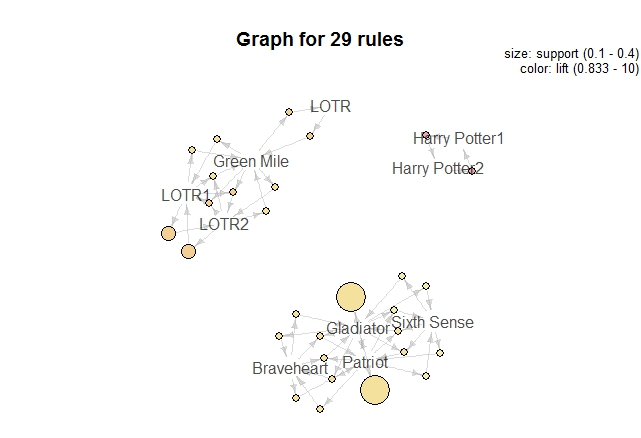 Graph for 29 rules
size: support (0.1 - 0.4)
color: lift (0.833 - 10)
LOTR
Harry Potter1
Green Mile
Harry Potter2
LOTR1
LOTR2
Gladiator
Sixth Sense
Braveheart
Patriot